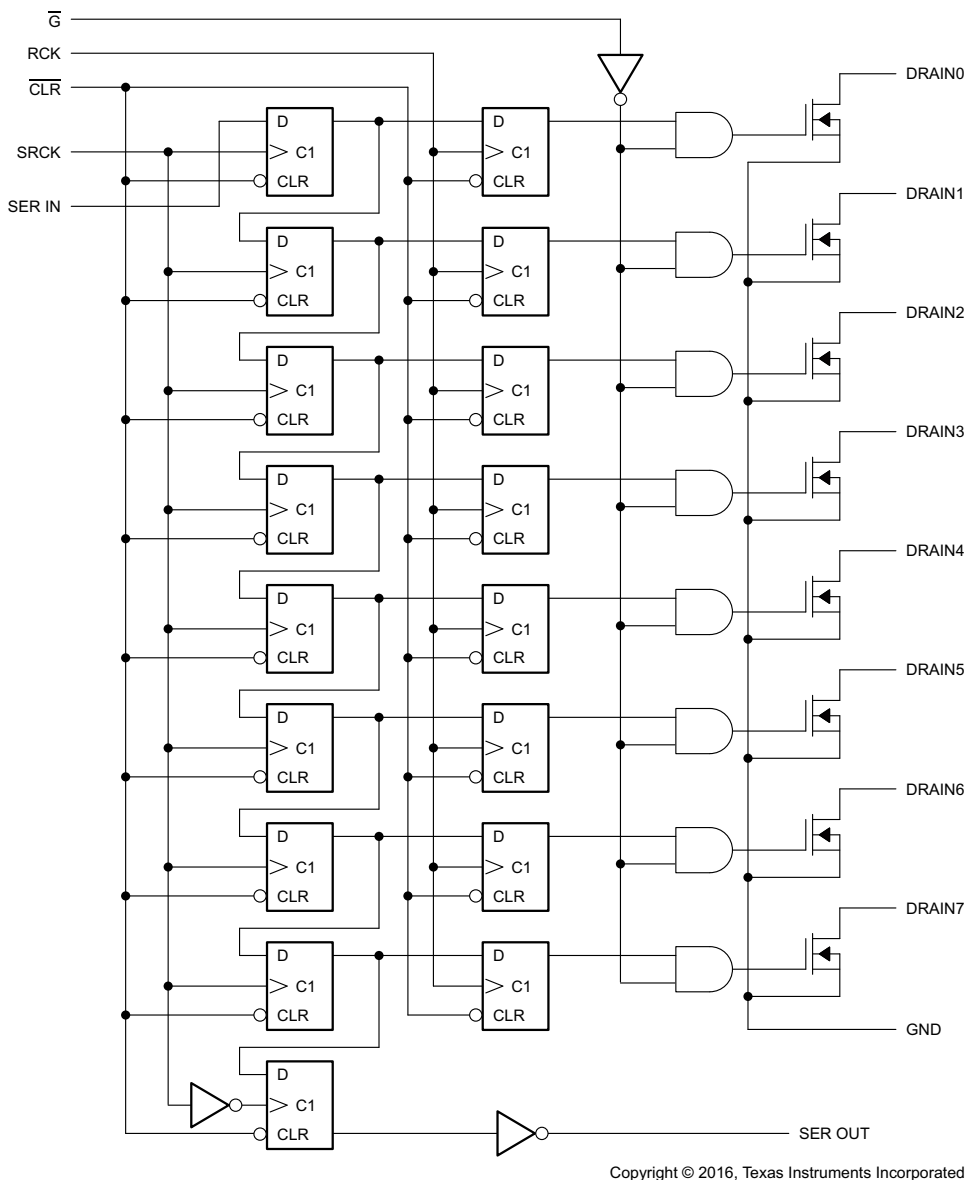 G
RCK
CLR
SRCK
SER IN
D
C1
CLR
D
C1
CLR
DRAIN0
D
C1
CLR
D
C1
CLR
DRAIN1
D
C1
CLR
D
C1
CLR
DRAIN2
D
C1
CLR
D
C1
CLR
DRAIN3
D
C1
CLR
D
C1
CLR
DRAIN4
D
C1
CLR
D
C1
CLR
DRAIN5
D
C1
CLR
D
C1
CLR
DRAIN6
D
C1
CLR
D
C1
CLR
DRAIN7
GND
D
C1
CLR
SER OUT
Copyright © 2016, Texas Instruments Incorporated